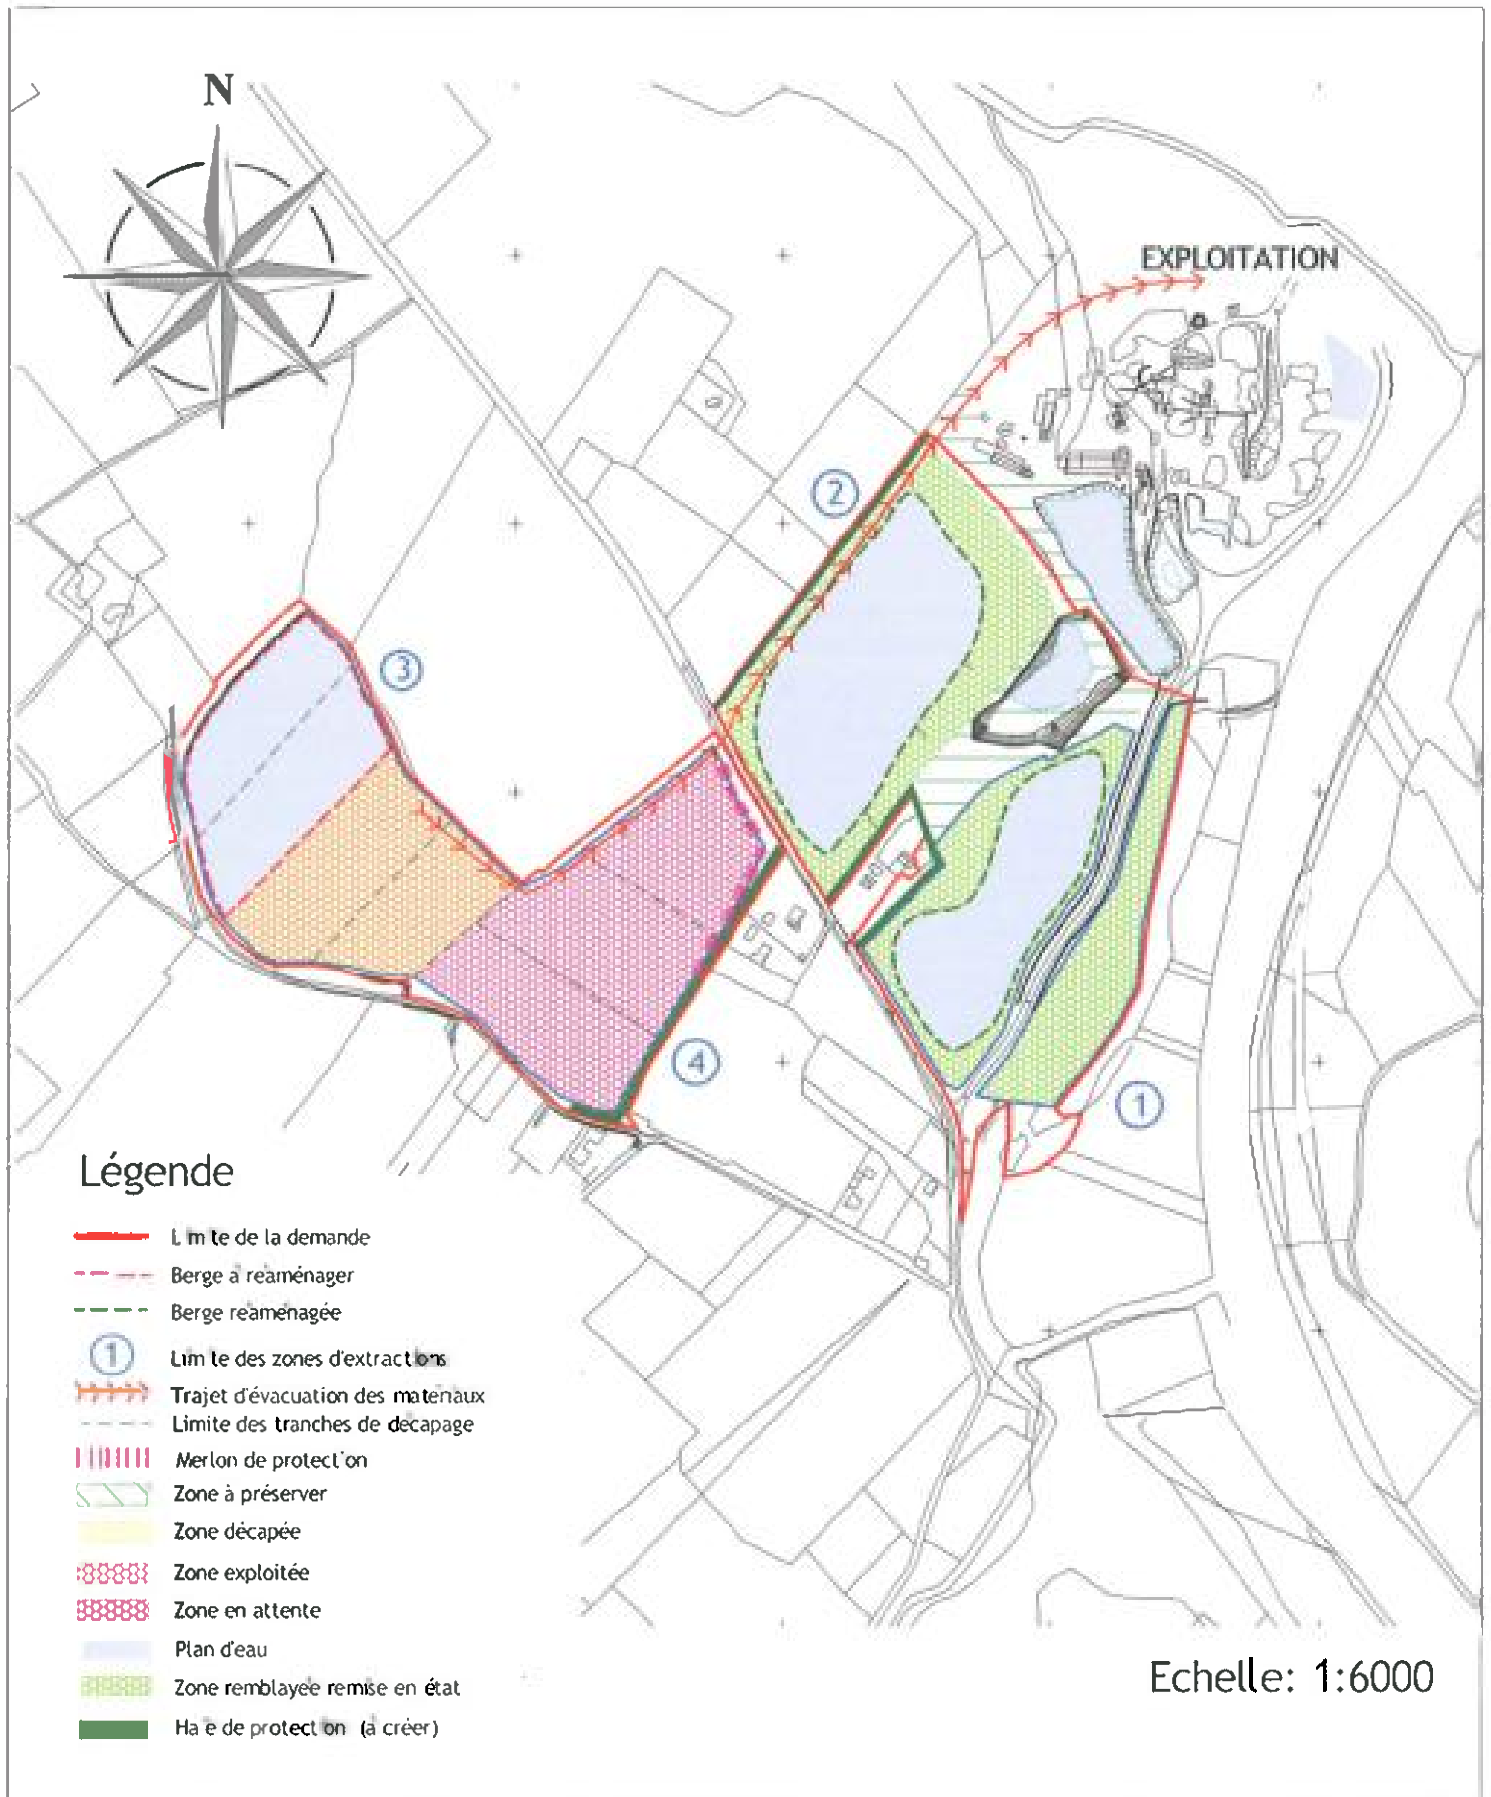 N
EXPLOITATION
2
3
4
1
Légende
Limite de la demande
Berge à réaménager
Berge réaménagée
1
Limite des zones d'extractions
Trajet d'évacuation des matériaux
Limite des tranches de décapage
Merlon de protection
Zone à préserver
Zone décapée
Zone exploitée
Zone en attente
Plan d'eau
Zone remblayée remise en état
Haie de protection (à créer)
Echelle: 1:6000